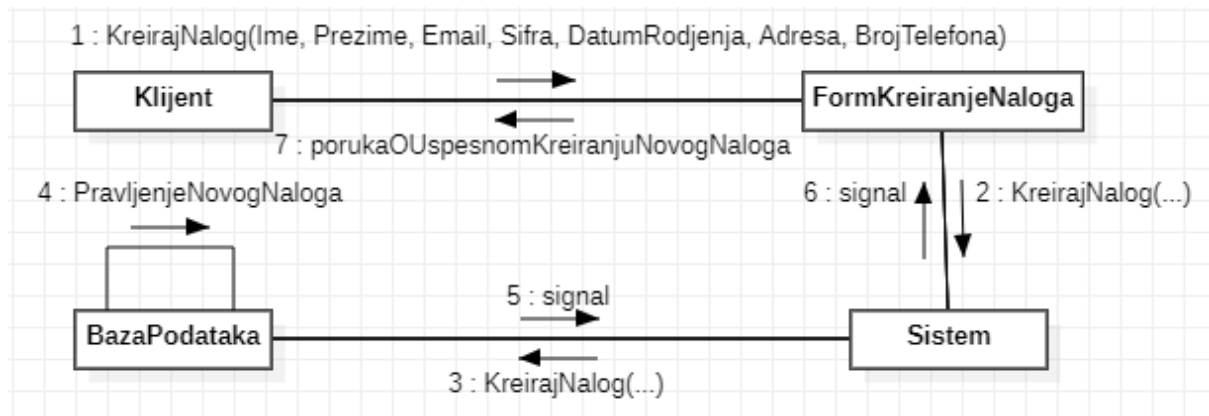 1 : KreirajNalog(Ime, Prezime, Email, Sifra, DatumRodjenja, Adresa, BrojTelefona)
Klijent
FormKreiranjeNaloga
7 : porukaOUspesnomKreiranjuNovogNaloga
4 : PravljenjeNovogNaloga
6 : signal
2 : KreirajNalog(...)
5 : signal
BazaPodataka
Sistem
3 : KreirajNalog(...)